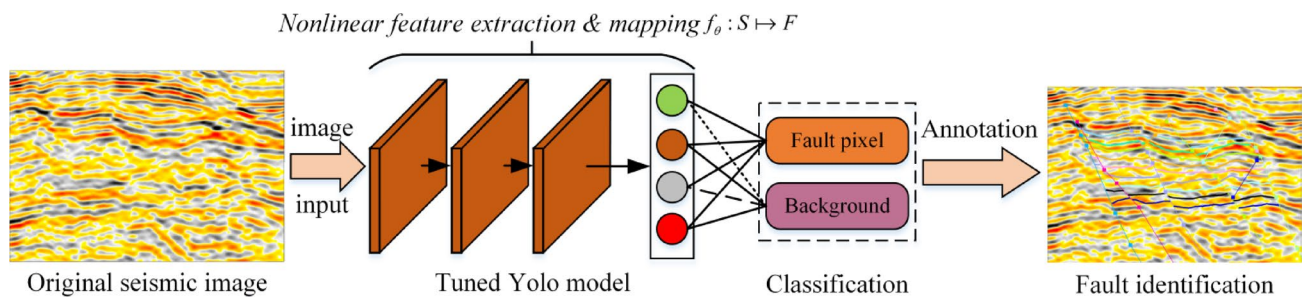 Nonlinear feature extraction & mapping f_θ : S ↦ F
image
input
Fault pixel
Background
Annotation
Original seismic image
Tuned Yolo model
Classification
Fault identification